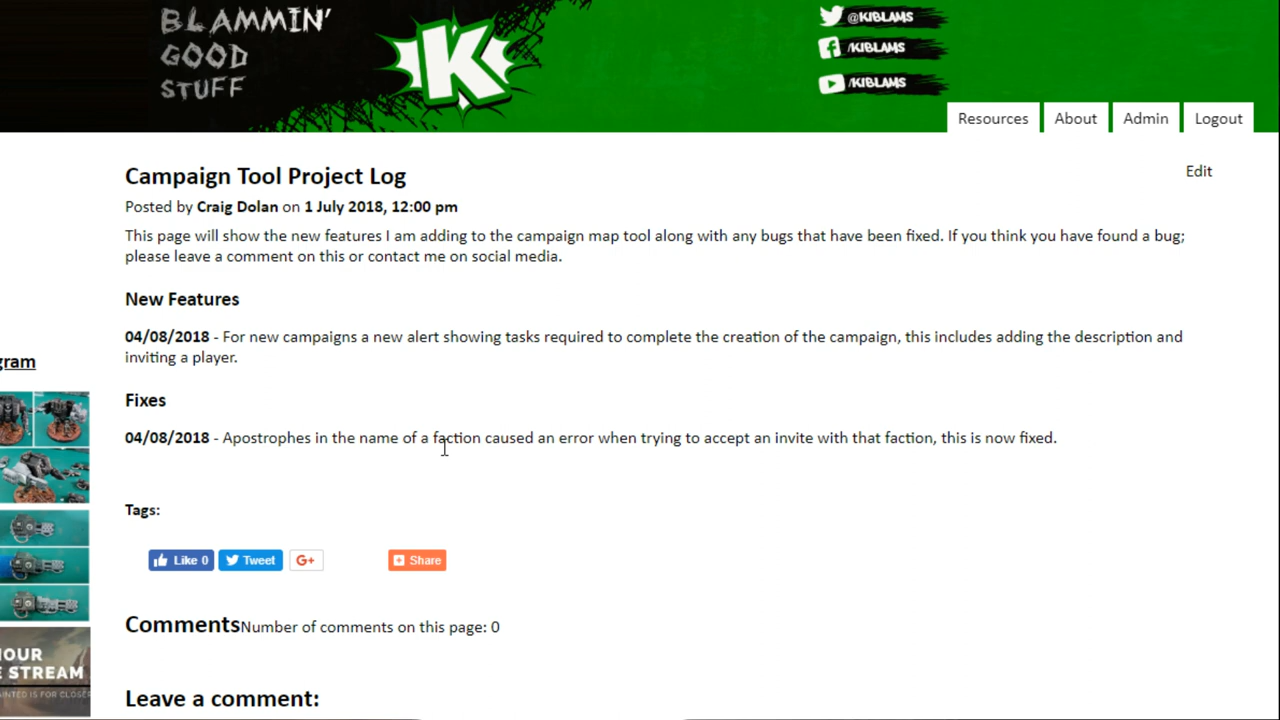 BLAMMIN'
GOOD
STUFF
K
@KIBLAMS
/KIBLAMS
/KIBLAMS
Resources About Admin Logout
Campaign Tool Project Log
Edit
Posted by Craig Dolan on 1 July 2018, 12:00 pm
This page will show the new features I am adding to the campaign map tool along with any bugs that have been fixed. If you think you have found a bug;
please leave a comment on this or contact me on social media.
New Features
04/08/2018 - For new campaigns a new alert showing tasks required to complete the creation of the campaign, this includes adding the description and
inviting a player.
gram
Fixes
04/08/2018 - Apostrophes in the name of a faction caused an error when trying to accept an invite with that faction, this is now fixed.
Tags:
Like 0 Tweet G+ Share
CommentsNumber of comments on this page: 0
HOUR
E STREAM
AINTED IS FOR CLOSER
Leave a comment: